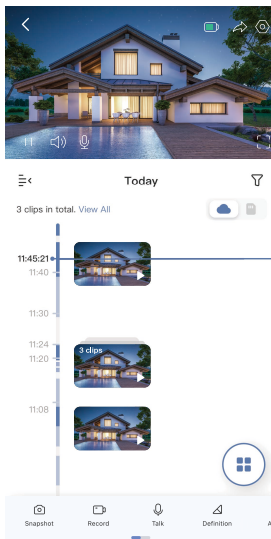 Today
3 clips in total. View All
11:45:21
11:40
11:30
11:24
3 clips
11:20
11:08
Snapshot
Record
Talk
Definition
A